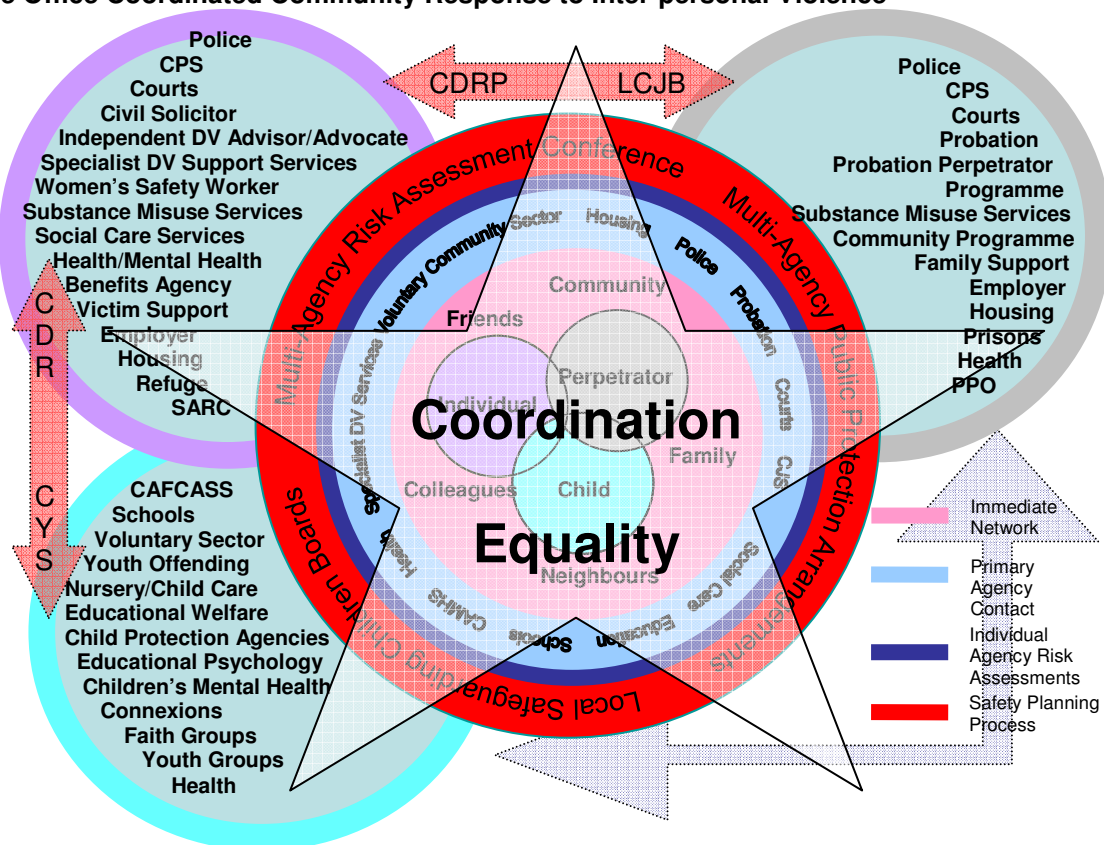 Office Coordinated Community Response to Inter-personal Violence
Police
CPS
Courts
Civil Solicitor
Independent DV Advisor/Advocate
Specialist DV Support Services
Women's Safety Worker
Substance Misuse Services
Social Care Services
Health/Mental Health
Benefits Agency
Victim Support
Employer
Housing
Refuge
SARC
CDRP
LCJB
Police
CPS
Courts
Probation
Probation Perpetrator
Programme
Substance Misuse Services
Community Programme
Family Support
Employer
Housing
Prisons
Health
PPO
C
D
R
C
Y
S
CAFCASS
Schools
Voluntary Sector
Youth Offending
Nursery/Child Care
Educational Welfare
Child Protection Agencies
Educational Psychology
Children's Mental Health
Connexions
Faith Groups
Youth Groups
Health
Multi-Agency Risk Assessment Conference
Multi-Agency Public Protection Arrangements
Local Safeguarding Children Boards
Voluntary Community Sector
Housing
Police
Probation
Courts
CJS
Social Care
Education
Schools
CAMHS
Health
DV Services
Community
Friends
Perpetrator
Individual
Coordination
Family
Colleagues
Child
Equality
Neighbours
Immediate
Network
Primary
Agency
Contact
Individual
Agency Risk
Assessments
Safety Planning
Process